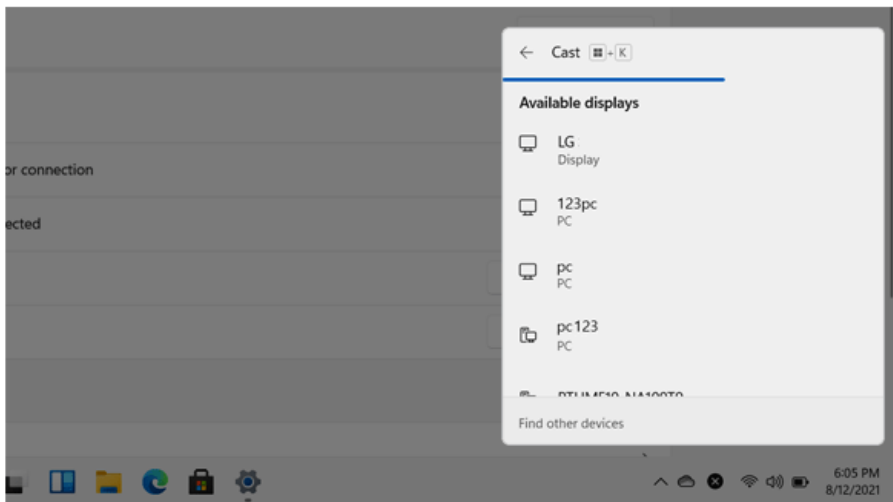 Cast +K
Available displays
LG
Display
or connection
123pc
PC
ected
pc
PC
pc123
PC
Find other devices
6:05 PM
8/12/2021